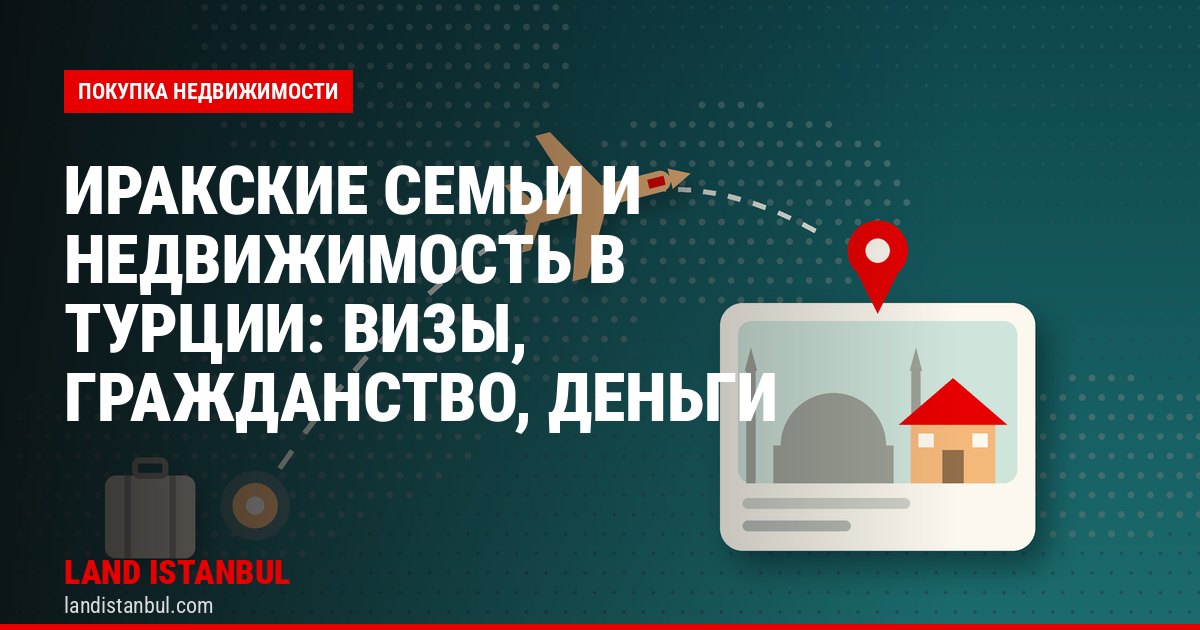 ПОКУПКА НЕДВИЖИМОСТИ
ИРАКСКИЕ СЕМЬИ И
НЕДВИЖИМОСТЬ В
ТУРЦИИ: ВИЗЫ,
ГРАЖДАНСТВО, ДЕНЬГИ
LAND ISTANBUL
landistanbul.com